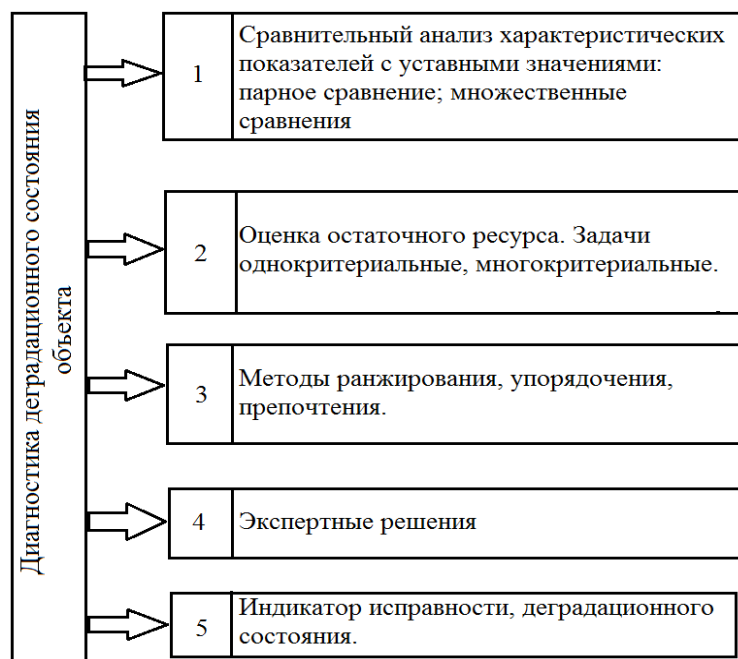 Диагностика деградационного состояния
объекта
1
Сравнительный анализ характеристических
показателей с уставными значениями:
парное сравнение; множественные
сравнения
2
Оценка остаточного ресурса. Задачи
однокритериальные, многокритериальные.
3
Методы ранжирования, упорядочения,
препочтения.
4
Экспертные решения
5
Индикатор исправности, деградационного
состояния.